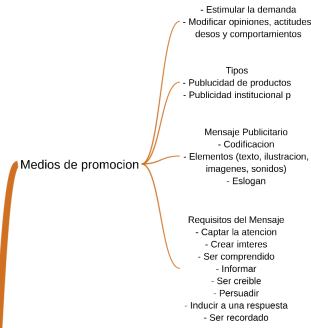 - Estimular la demanda
- Modificar opiniones, actitudes
desos y comportamientos
Tipos
- Publucidad de productos
- Publicidad institucional p
Mensaje Publicitario
- Codificacion
- Elementos (texto, ilustracion,
imagenes, sonidos)
- Eslogan
Medios de promocion
Requisitos del Mensaje
- Captar la atencion
- Crear imteres
- Ser comprendido
- Informar
- Ser creible
- Persuadir
- Inducir a una respuesta
- Ser recordado